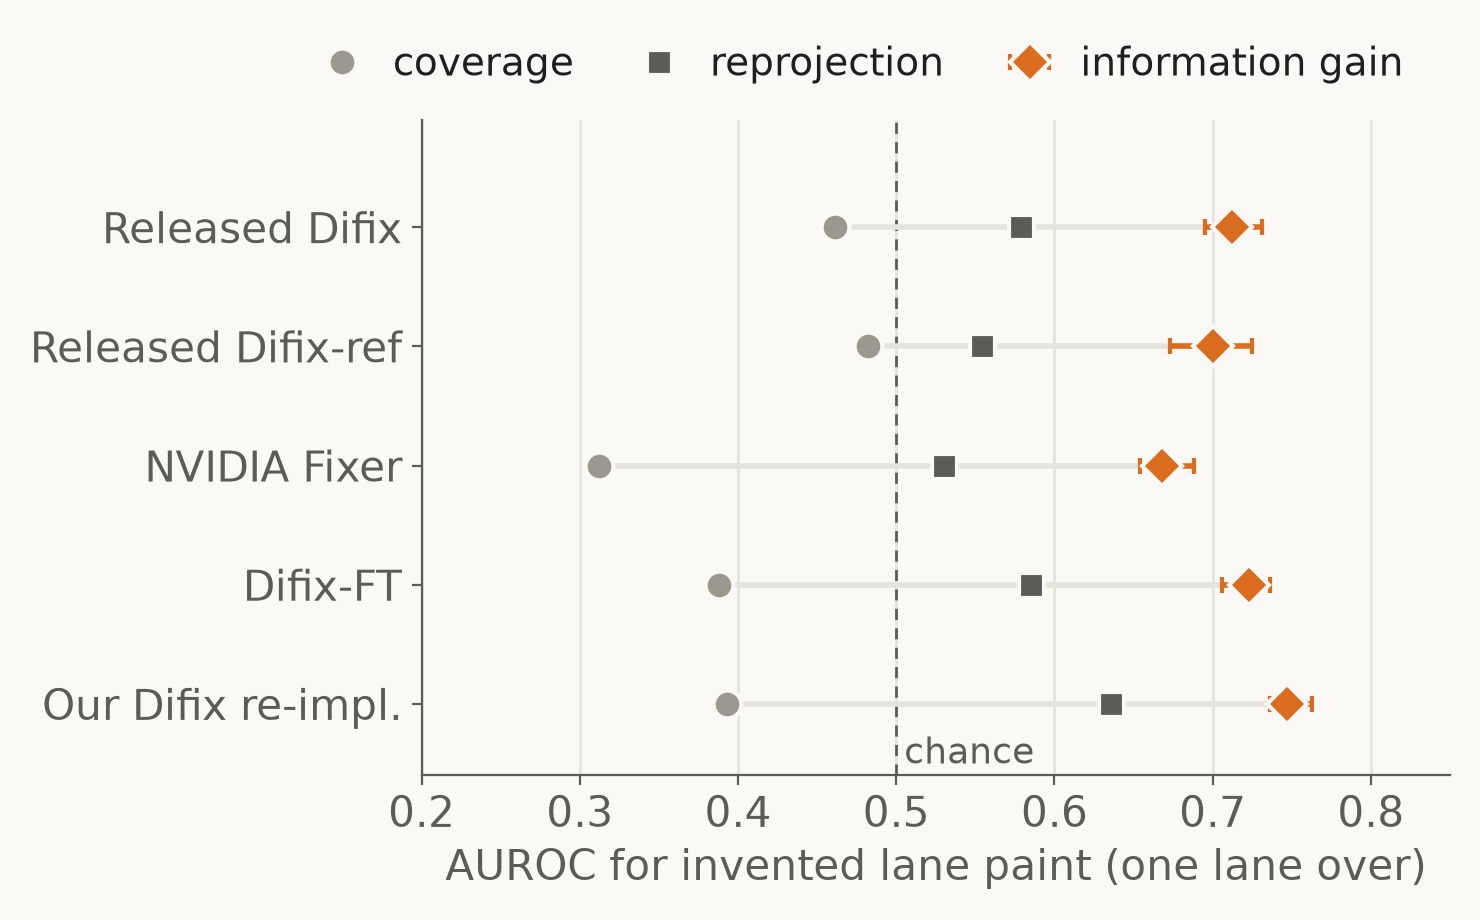 coverage reprojection information gain
Released Difix
Released Difix-ref
NVIDIA Fixer
Difix-FT
Our Difix re-impl.
chance
0.2 0.3 0.4 0.5 0.6 0.7 0.8
AUROC for invented lane paint (one lane over)